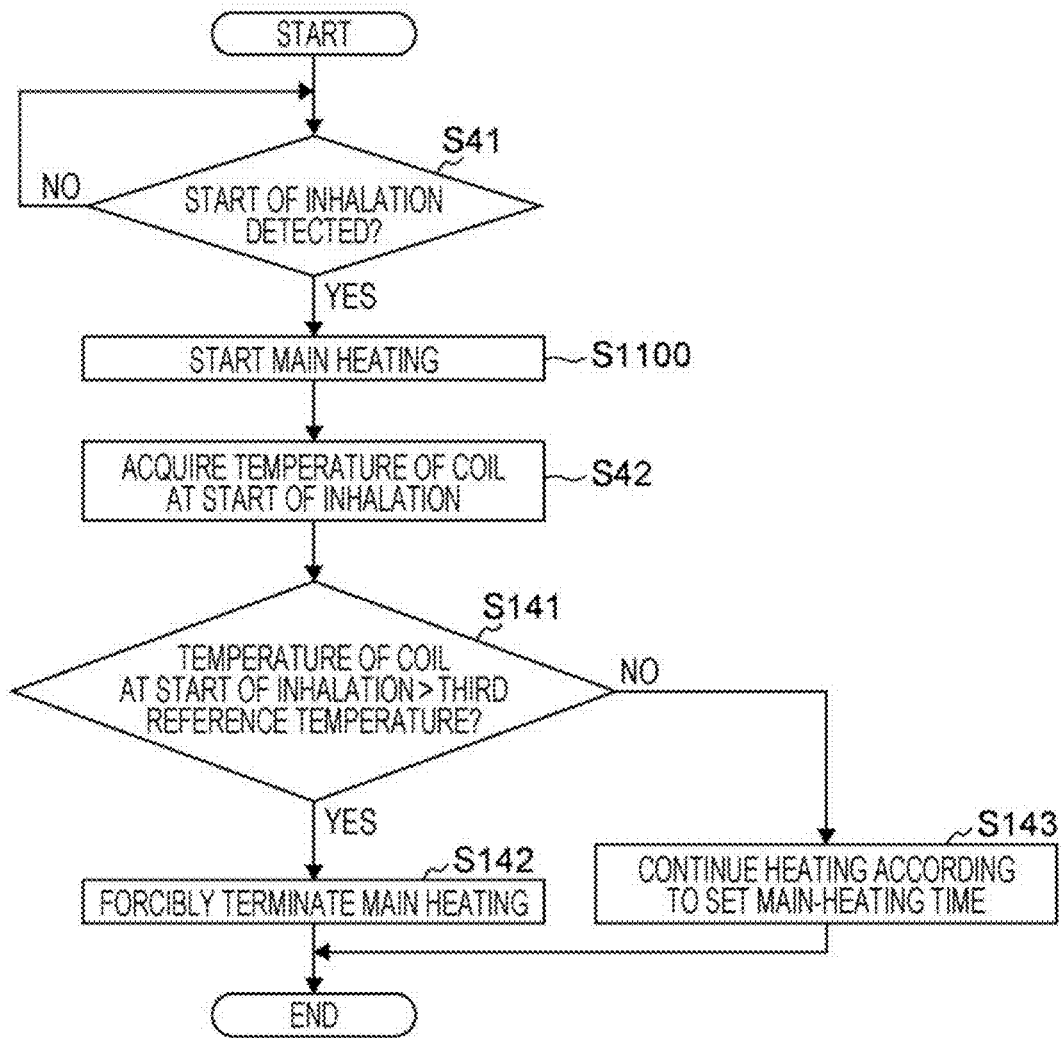 START
S41
NO
START OF INHALATION
DETECTED?
YES
START MAIN HEATING
S1100
ACQUIRE TEMPERATURE OF COIL
AT START OF INHALATION
S42
S141
TEMPERATURE OF COIL
AT START OF INHALATION > THIRD
REFERENCE TEMPERATURE?
NO
YES
S142
FORCIBLY TERMINATE MAIN HEATING
S143
CONTINUE HEATING ACCORDING
TO SET MAIN-HEATING TIME
END